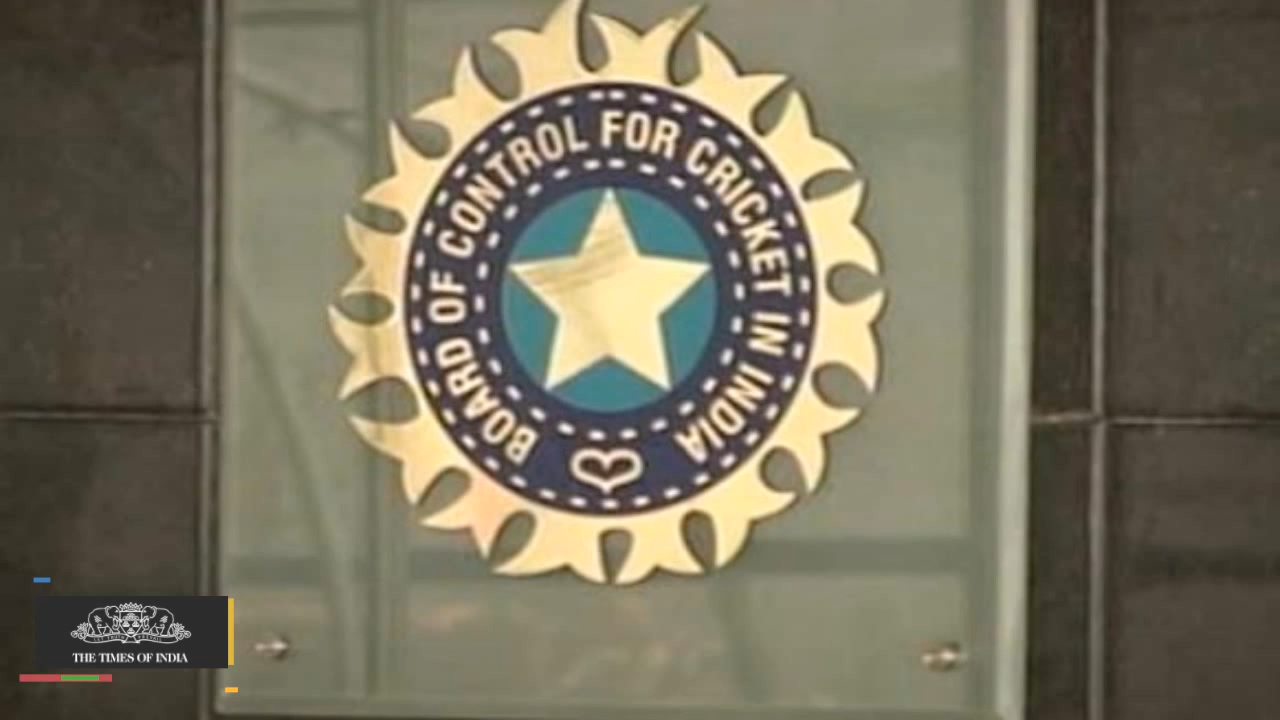 BOARD OF CONTROL FOR CRICKET IN INDIA
THE TIMES OF INDIA